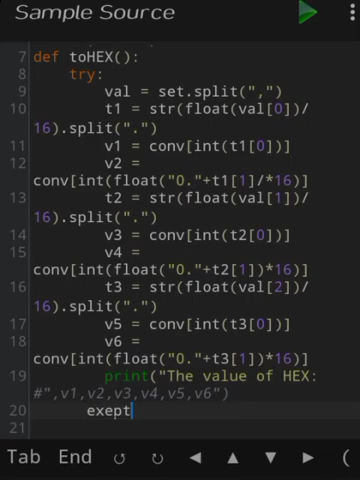 Sample Source
7 def toHEX():
8 try:
9 val = set.split(",")
10 t1 = str(float(val[0])/
16).split(".")
11 v1 = conv[int(t1[0])]
12 v2 =
conv[int(float("0."+t1[1]/*16)]
13 t2 = str(float(val[1])/
16).split(".")
14 v3 = conv[int(t2[0])]
15 v4 =
conv[int(float("0."+t2[1])*16)]
16 t3 = str(float(val[2])/
16).split(".")
17 v5 = conv[int(t3[0])]
18 v6 =
conv[int(float("0."+t3[1])*16)]
19 print("The value of HEX:
#",v1,v2,v3,v4,v5,v6")
20 exept
21
Tab End ↺ ↻ ◀ ▲ ▼ ▶ (